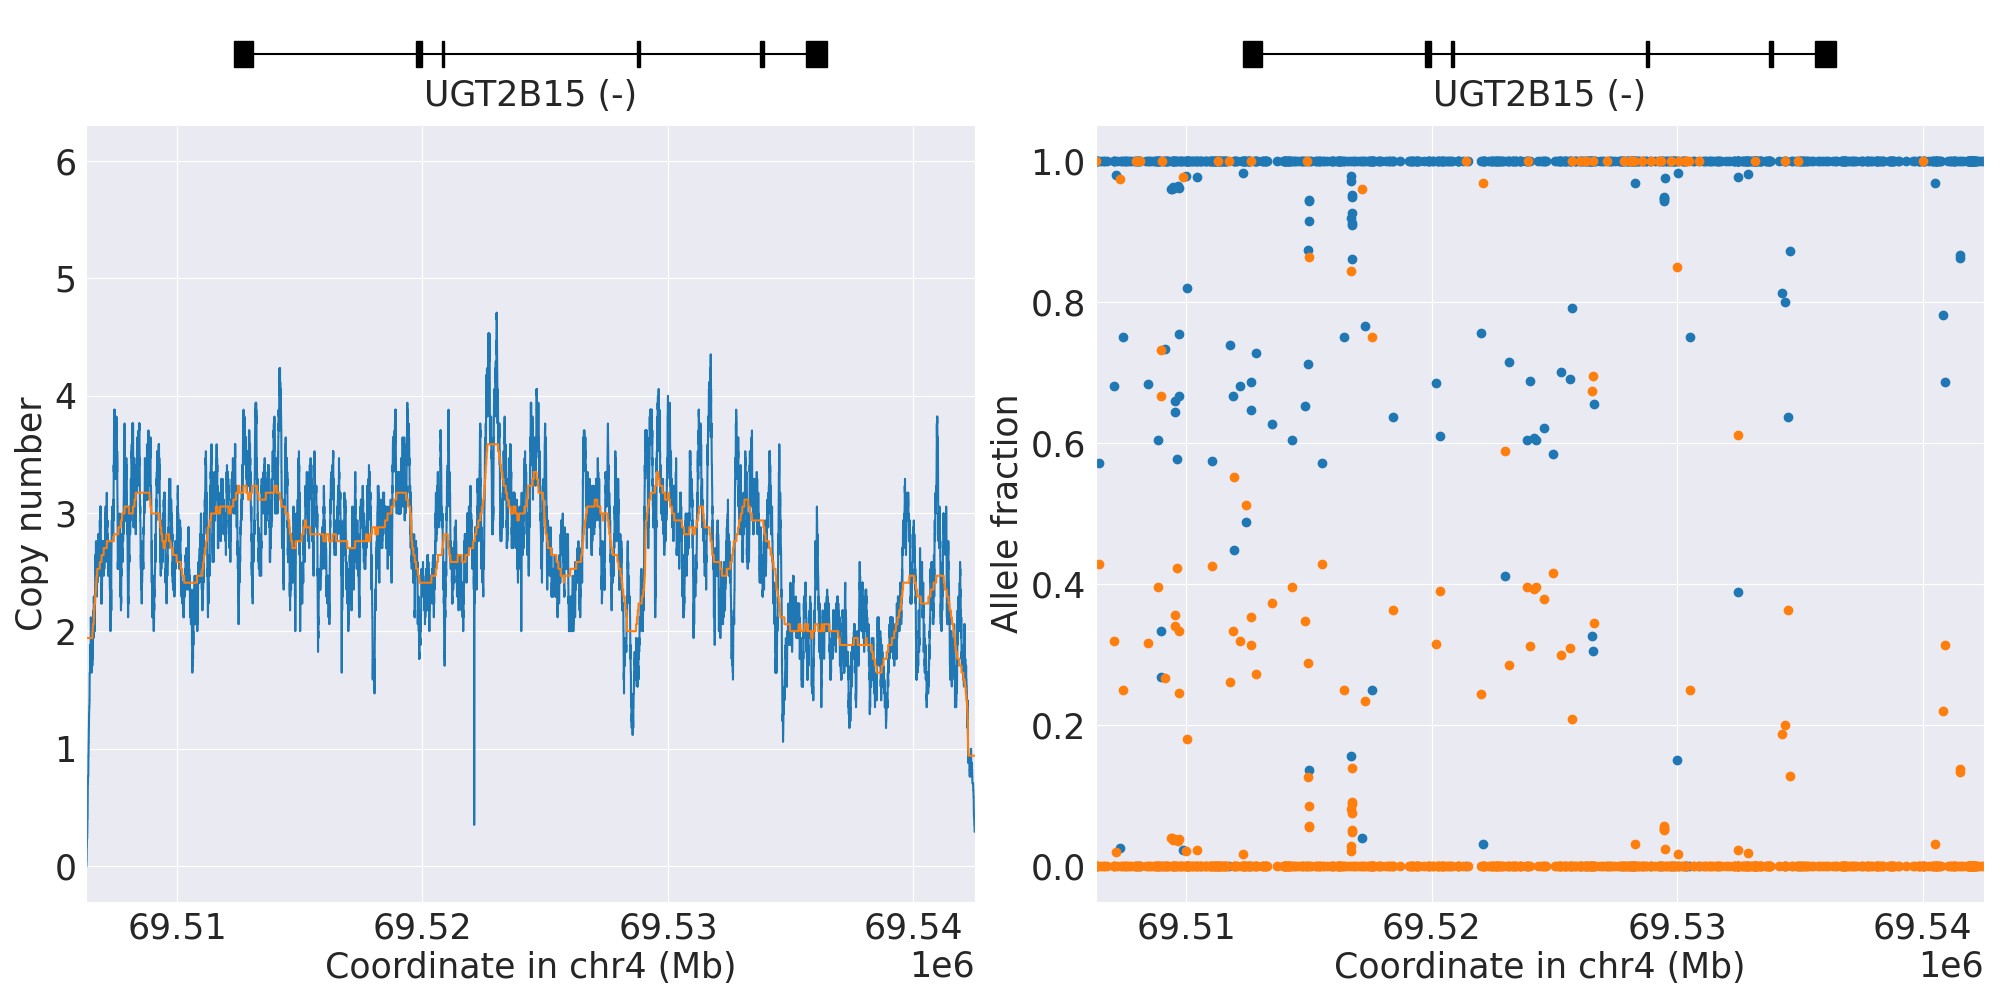 UGT2B15 (-)
6
5
4
3
2
1
0
Copy number
69.51 69.52 69.53 69.54
Coordinate in chr4 (Mb) 1e6
UGT2B15 (-)
1.0
0.8
0.6
0.4
0.2
0.0
Allele fraction
69.51 69.52 69.53 69.54
Coordinate in chr4 (Mb) 1e6